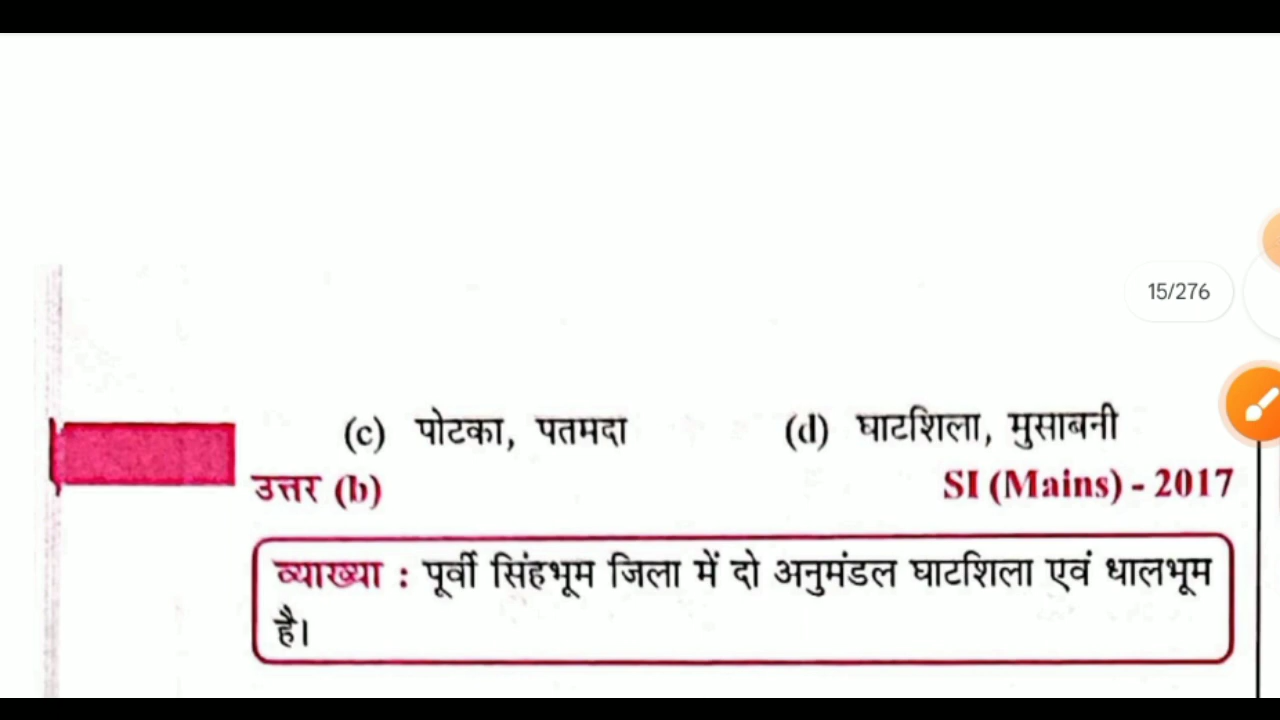 15/276
(c) पोटका, पतमदा (d) घाटशिला, मुसाबनी
उत्तर (b) SI (Mains) - 2017
व्याख्या : पूर्वी सिंहभूम जिला में दो अनुमंडल घाटशिला एवं धालभूम
है।